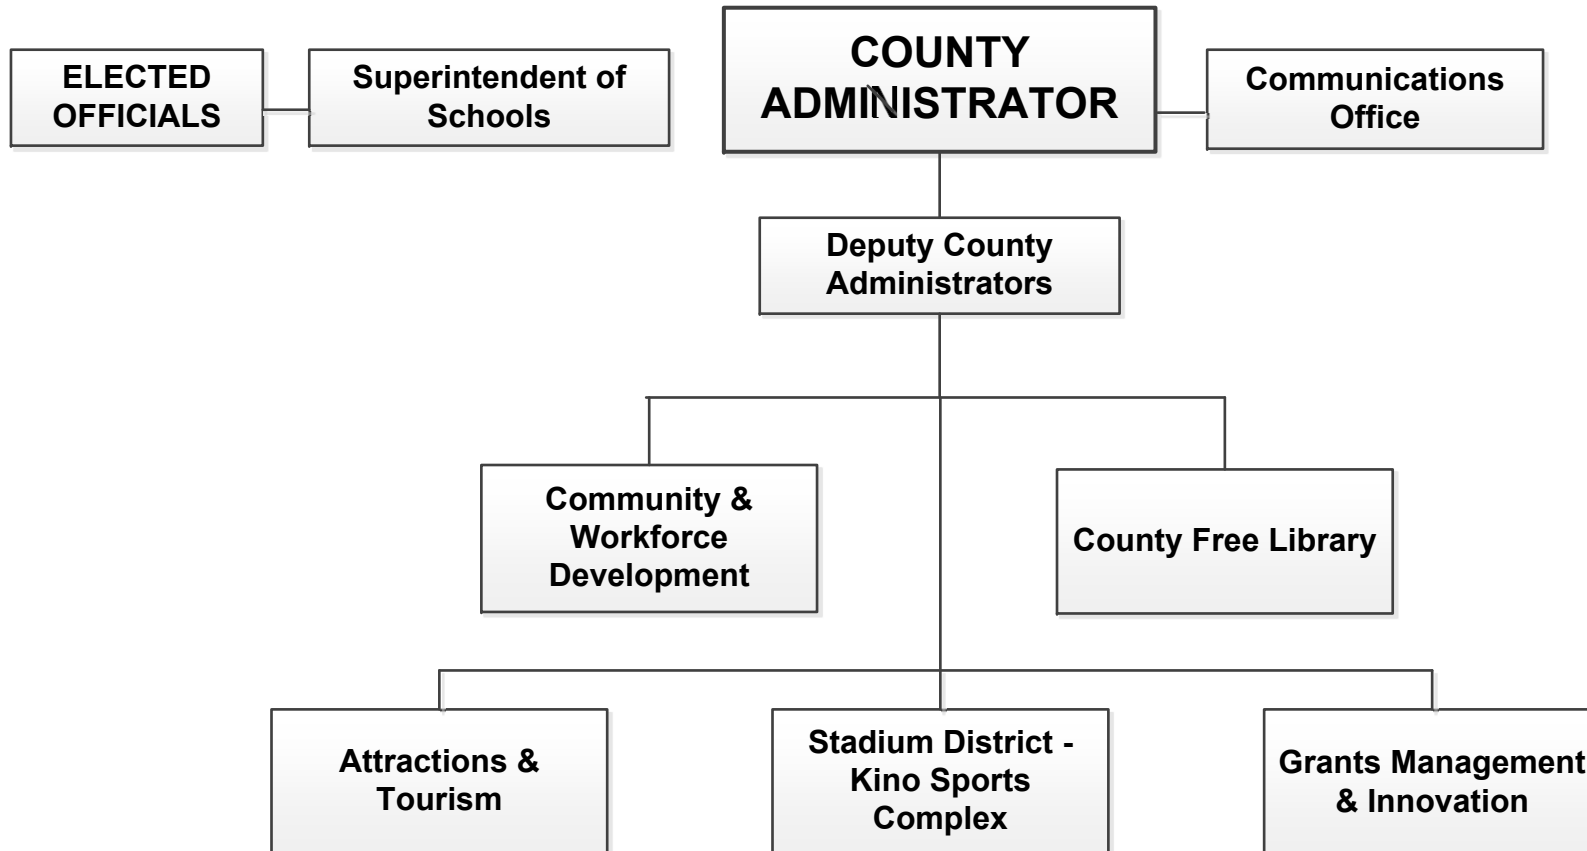 ELECTED
OFFICIALS
Superintendent of
Schools
COUNTY
ADMINISTRATOR
Communications
Office
Deputy County
Administrators
Community &
Workforce
Development
County Free Library
Attractions &
Tourism
Stadium District -
Kino Sports
Complex
Grants Management
& Innovation